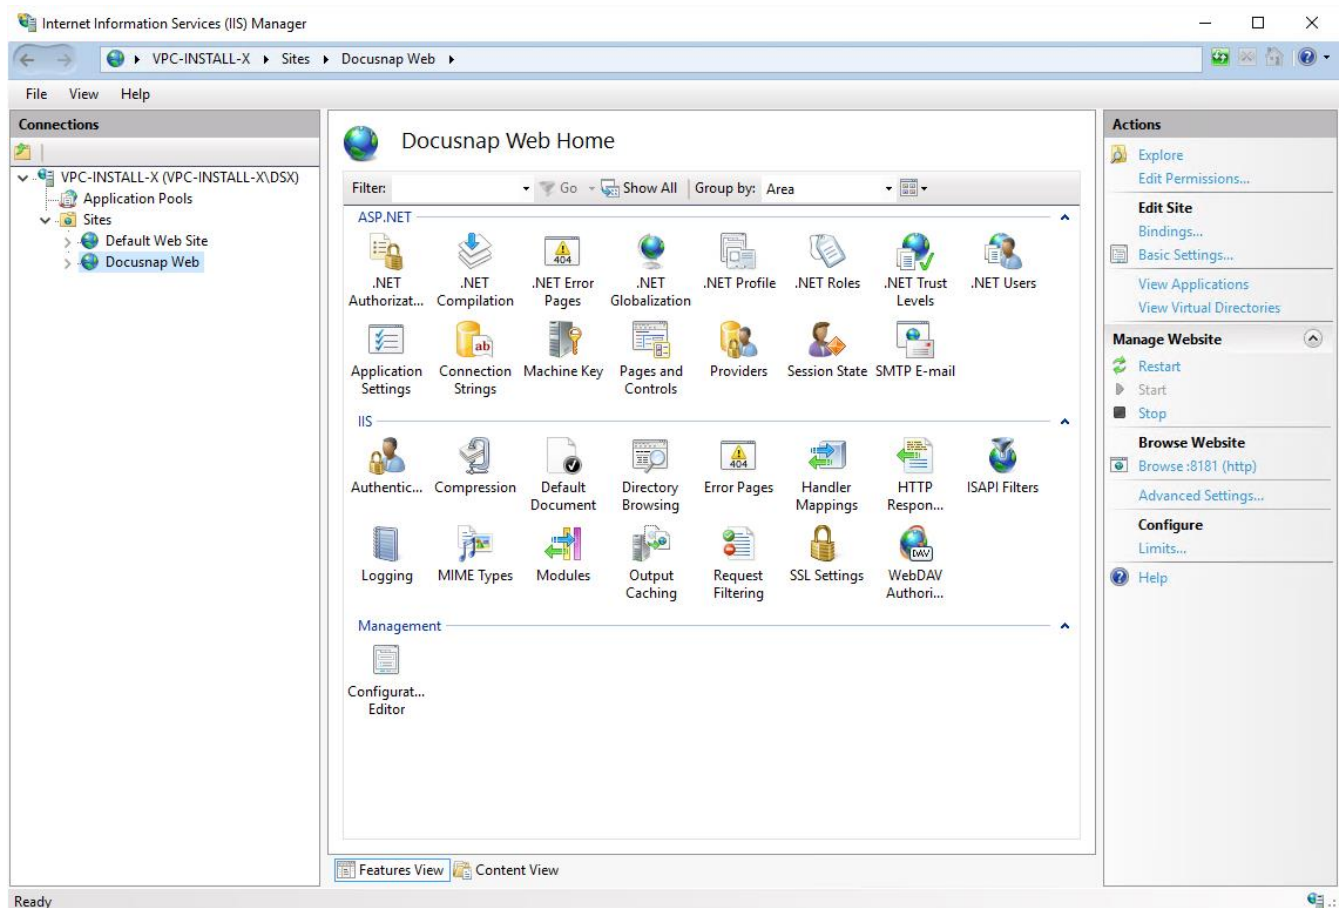 Internet Information Services (IIS) Manager
VPC-INSTALL-X Sites Docusnap Web
File View Help
Connections
VPC-INSTALL-X (VPC-INSTALL-X\DSX)
Application Pools
Sites
Default Web Site
Docusnap Web
Docusnap Web Home
Filter: Go Show All Group by: Area
ASP.NET
.NET Authorizat...
.NET Compilation
.NET Error Pages
.NET Globalization
.NET Profile
.NET Roles
.NET Trust Levels
.NET Users
Application Settings
Connection Strings
Machine Key
Pages and Controls
Providers
Session State
SMTP E-mail
IIS
Authentic...
Compression
Default Document
Directory Browsing
Error Pages
Handler Mappings
HTTP Respon...
ISAPI Filters
Logging
MIME Types
Modules
Output Caching
Request Filtering
SSL Settings
WebDAV Authori...
Management
Configurat... Editor
Features View Content View
Actions
Explore
Edit Permissions...
Edit Site
Bindings...
Basic Settings...
View Applications
View Virtual Directories
Manage Website
Restart
Start
Stop
Browse Website
Browse :8181 (http)
Advanced Settings...
Configure
Limits...
Help
Ready